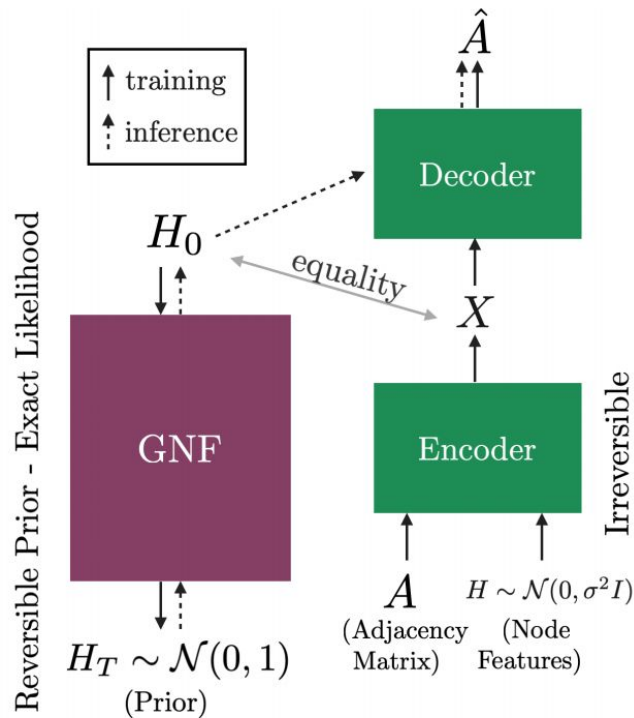 Â
training
inference
Decoder
H₀
equality
X
Reversible Prior - Exact Likelihood
GNF
Encoder
Irreversible
A
(Adjacency
Matrix)
H ∼ 𝒩(0, σ²I)
(Node
Features)
H_T ∼ 𝒩(0, 1)
(Prior)